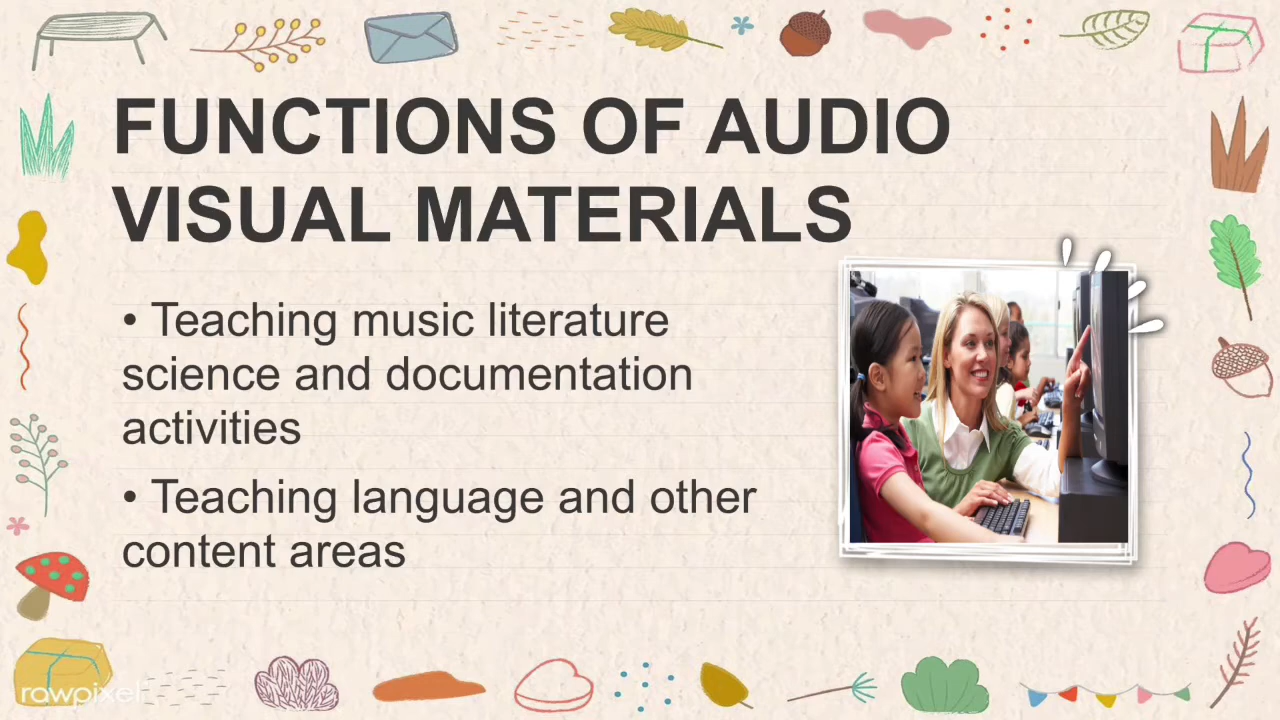 FUNCTIONS OF AUDIO
VISUAL MATERIALS
• Teaching music literature
science and documentation
activities
• Teaching language and other
content areas
rawpixel